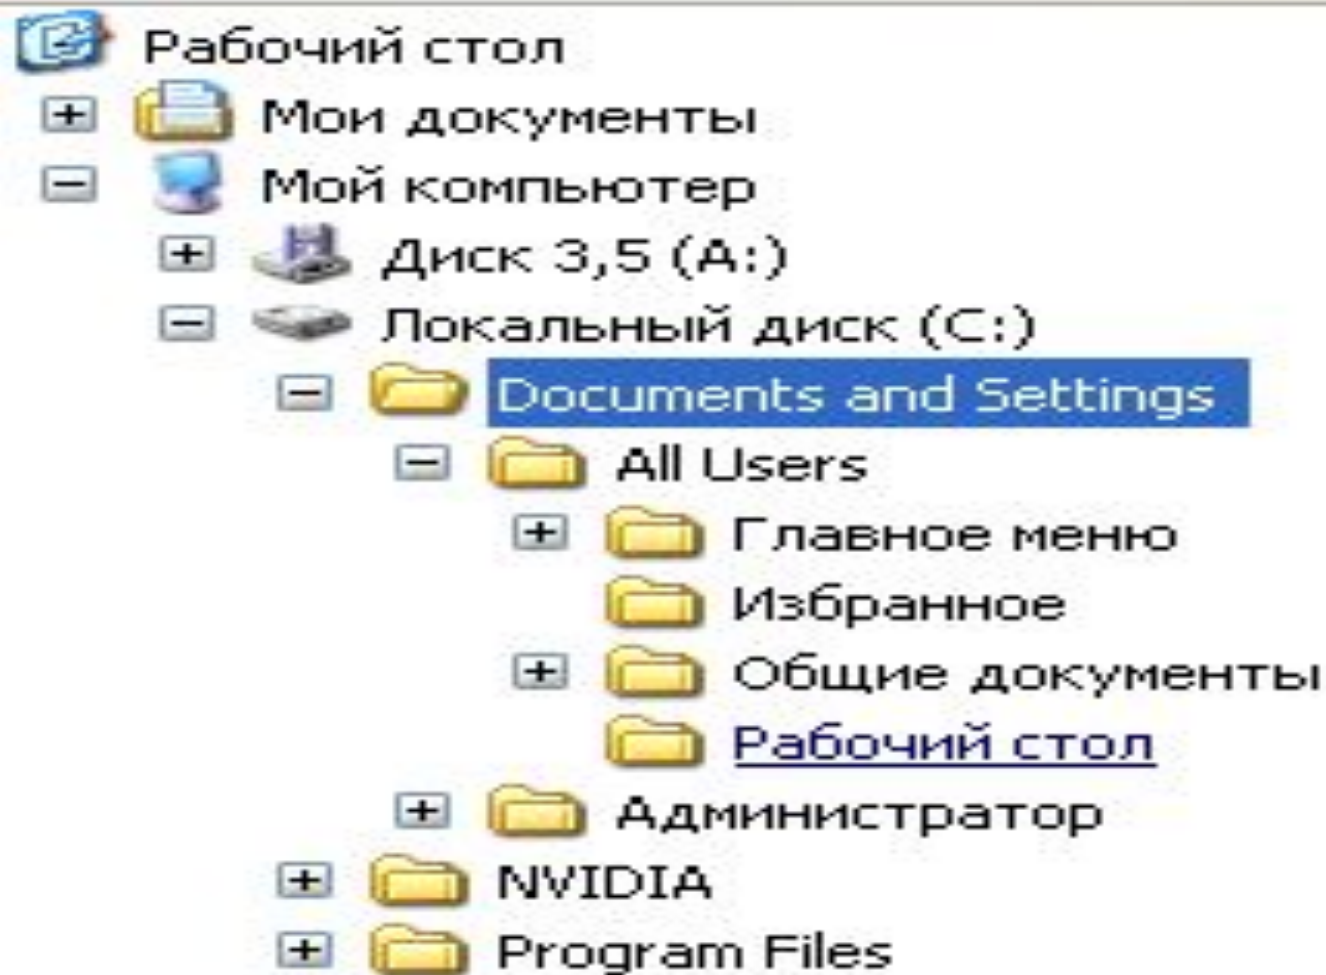 Рабочий стол
Мои документы
Мой компьютер
Диск 3,5 (A:)
Локальный диск (C:)
Documents and Settings
All Users
Главное меню
Избранное
Общие документы
Рабочий стол
Администратор
NVIDIA
Program Files